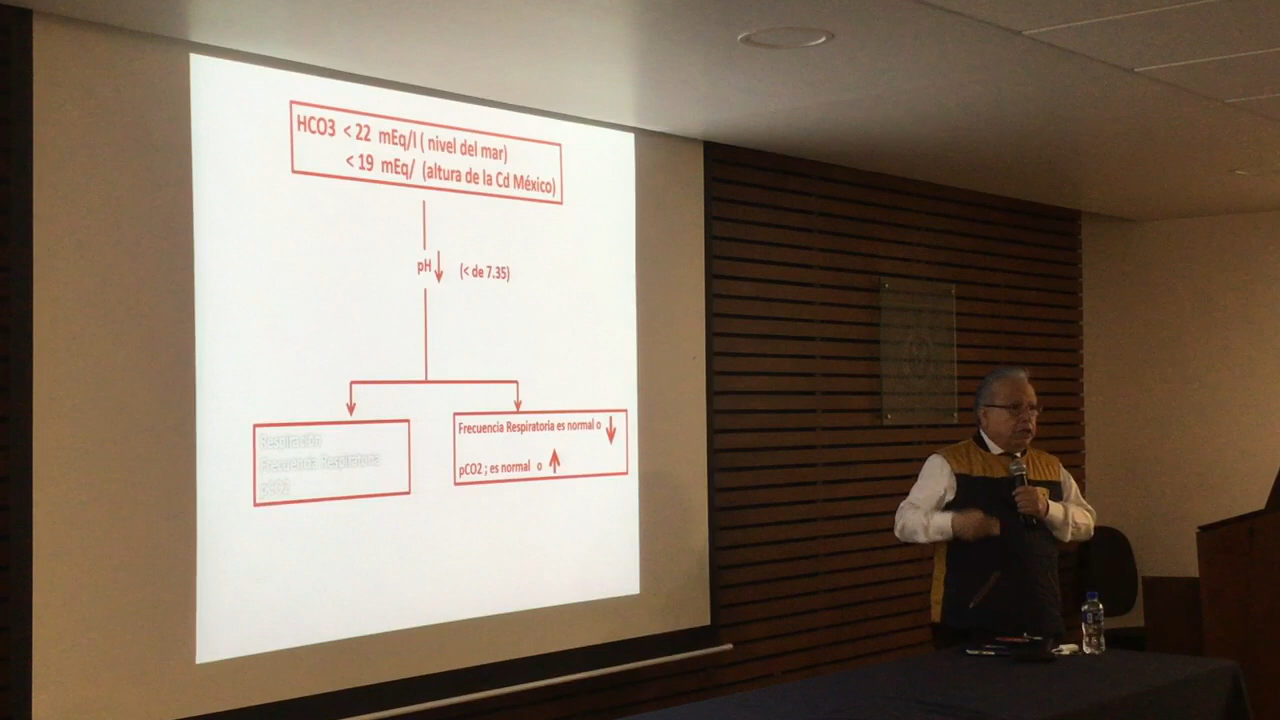 HCO3 < 22 mEq/l ( nivel del mar)
< 19 mEq/ (altura de la Cd México)
pH↓ (< de 7.35)
Respiración
Frecuencia Respiratoria
pCO2
Frecuencia Respiratoria es normal o ↓
pCO2 ; es normal o ↑